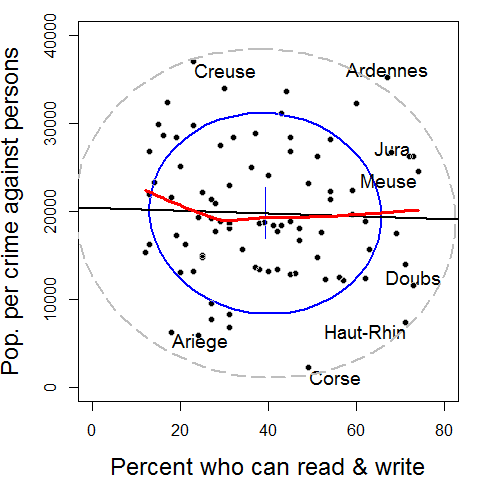 Pop. per crime against persons
40000
30000
20000
10000
0
Creuse
Ardennes
Jura
Meuse
Doubs
Haut-Rhin
Ariege
Corse
0 20 40 60 80
Percent who can read & write